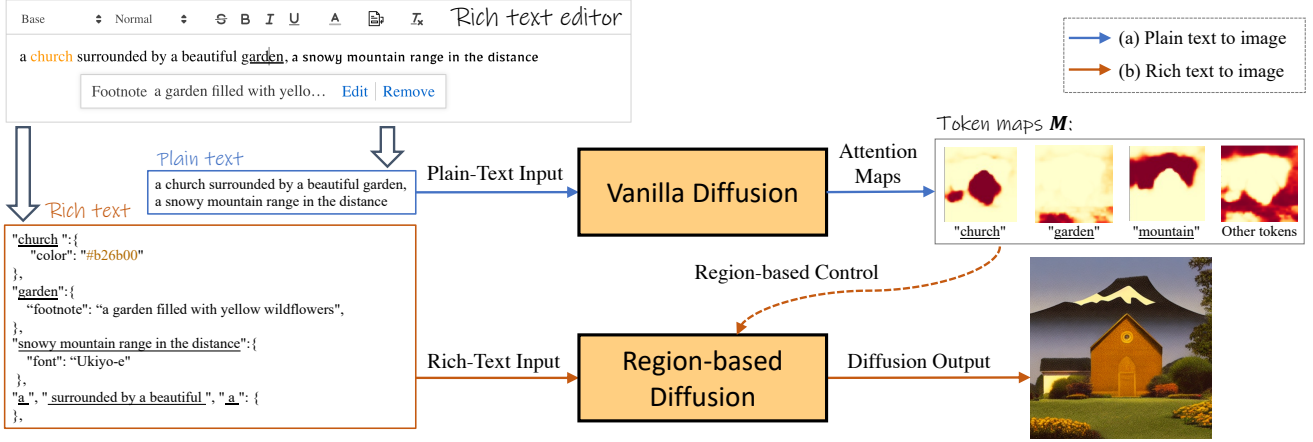 Base Normal S B I U A Tx Rich text editor
a church surrounded by a beautiful garden, a snowy mountain range in the distance
Footnote a garden filled with yello… Edit Remove
(a) Plain text to image
(b) Rich text to image
Plain text
a church surrounded by a beautiful garden,
a snowy mountain range in the distance
Plain-Text Input
Vanilla Diffusion
Attention
Maps
Token maps M:
"church" "garden" "mountain" Other tokens
Region-based Control
Rich text
"church ":{
"color": "#b26b00"
},
"garden":{
“footnote": “a garden filled with yellow wildflowers",
},
"snowy mountain range in the distance":{
"font": “Ukiyo-e"
},
"a ", " surrounded by a beautiful ", " a ": {
},
Rich-Text Input
Region-based
Diffusion
Diffusion Output